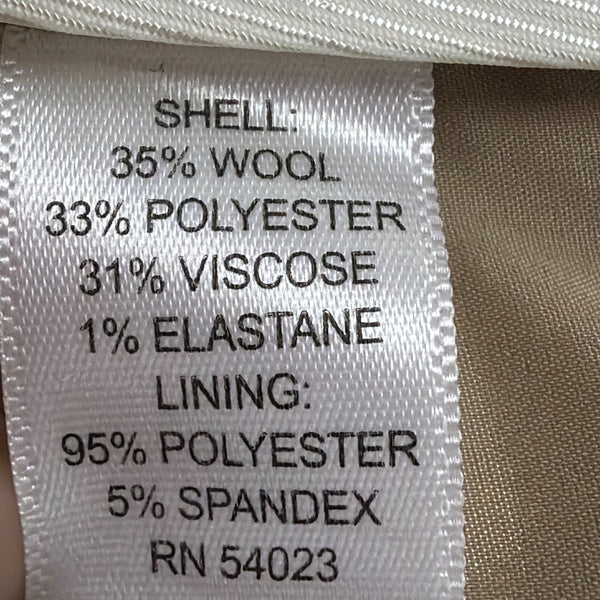 SHELL:
35% WOOL
33% POLYESTER
31% VISCOSE
1% ELASTANE
LINING:
95% POLYESTER
5% SPANDEX
RN 54023